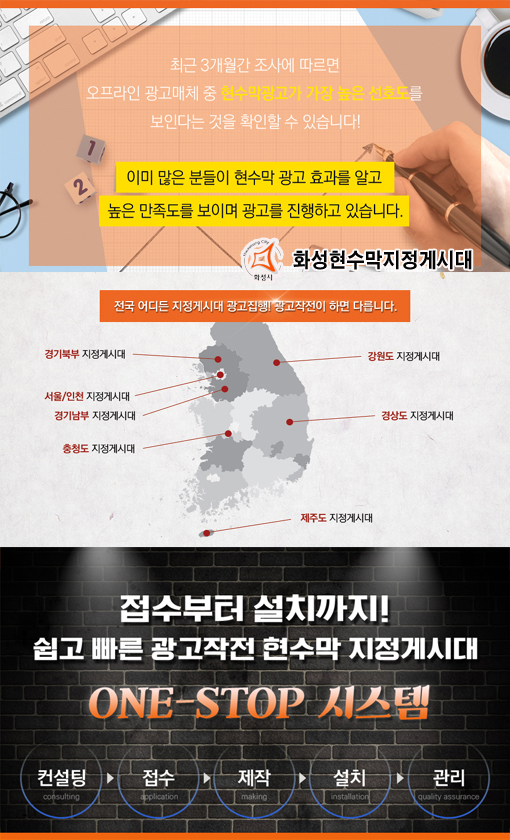 최근 3개월간 조사에 따르면
오프라인 광고매체 중 현수막광고가 가장 높은 선호도를
보인다는 것을 확인할 수 있습니다!
1
2
이미 많은 분들이 현수막 광고 효과를 알고
높은 만족도를 보이며 광고를 진행하고 있습니다.
화성시
화성현수막지정게시대
전국 어디든 지정게시대 광고집행! 광고작전이 하면 다릅니다.
경기북부 지정게시대
강원도 지정게시대
서울/인천 지정게시대
경기남부 지정게시대
경상도 지정게시대
충청도 지정게시대
제주도 지정게시대
접수부터 설치까지!
쉽고 빠른 광고작전 현수막 지정게시대
ONE-STOP 시스템
컨설팅 접수 제작 설치 관리
consulting application making installation quality assurance